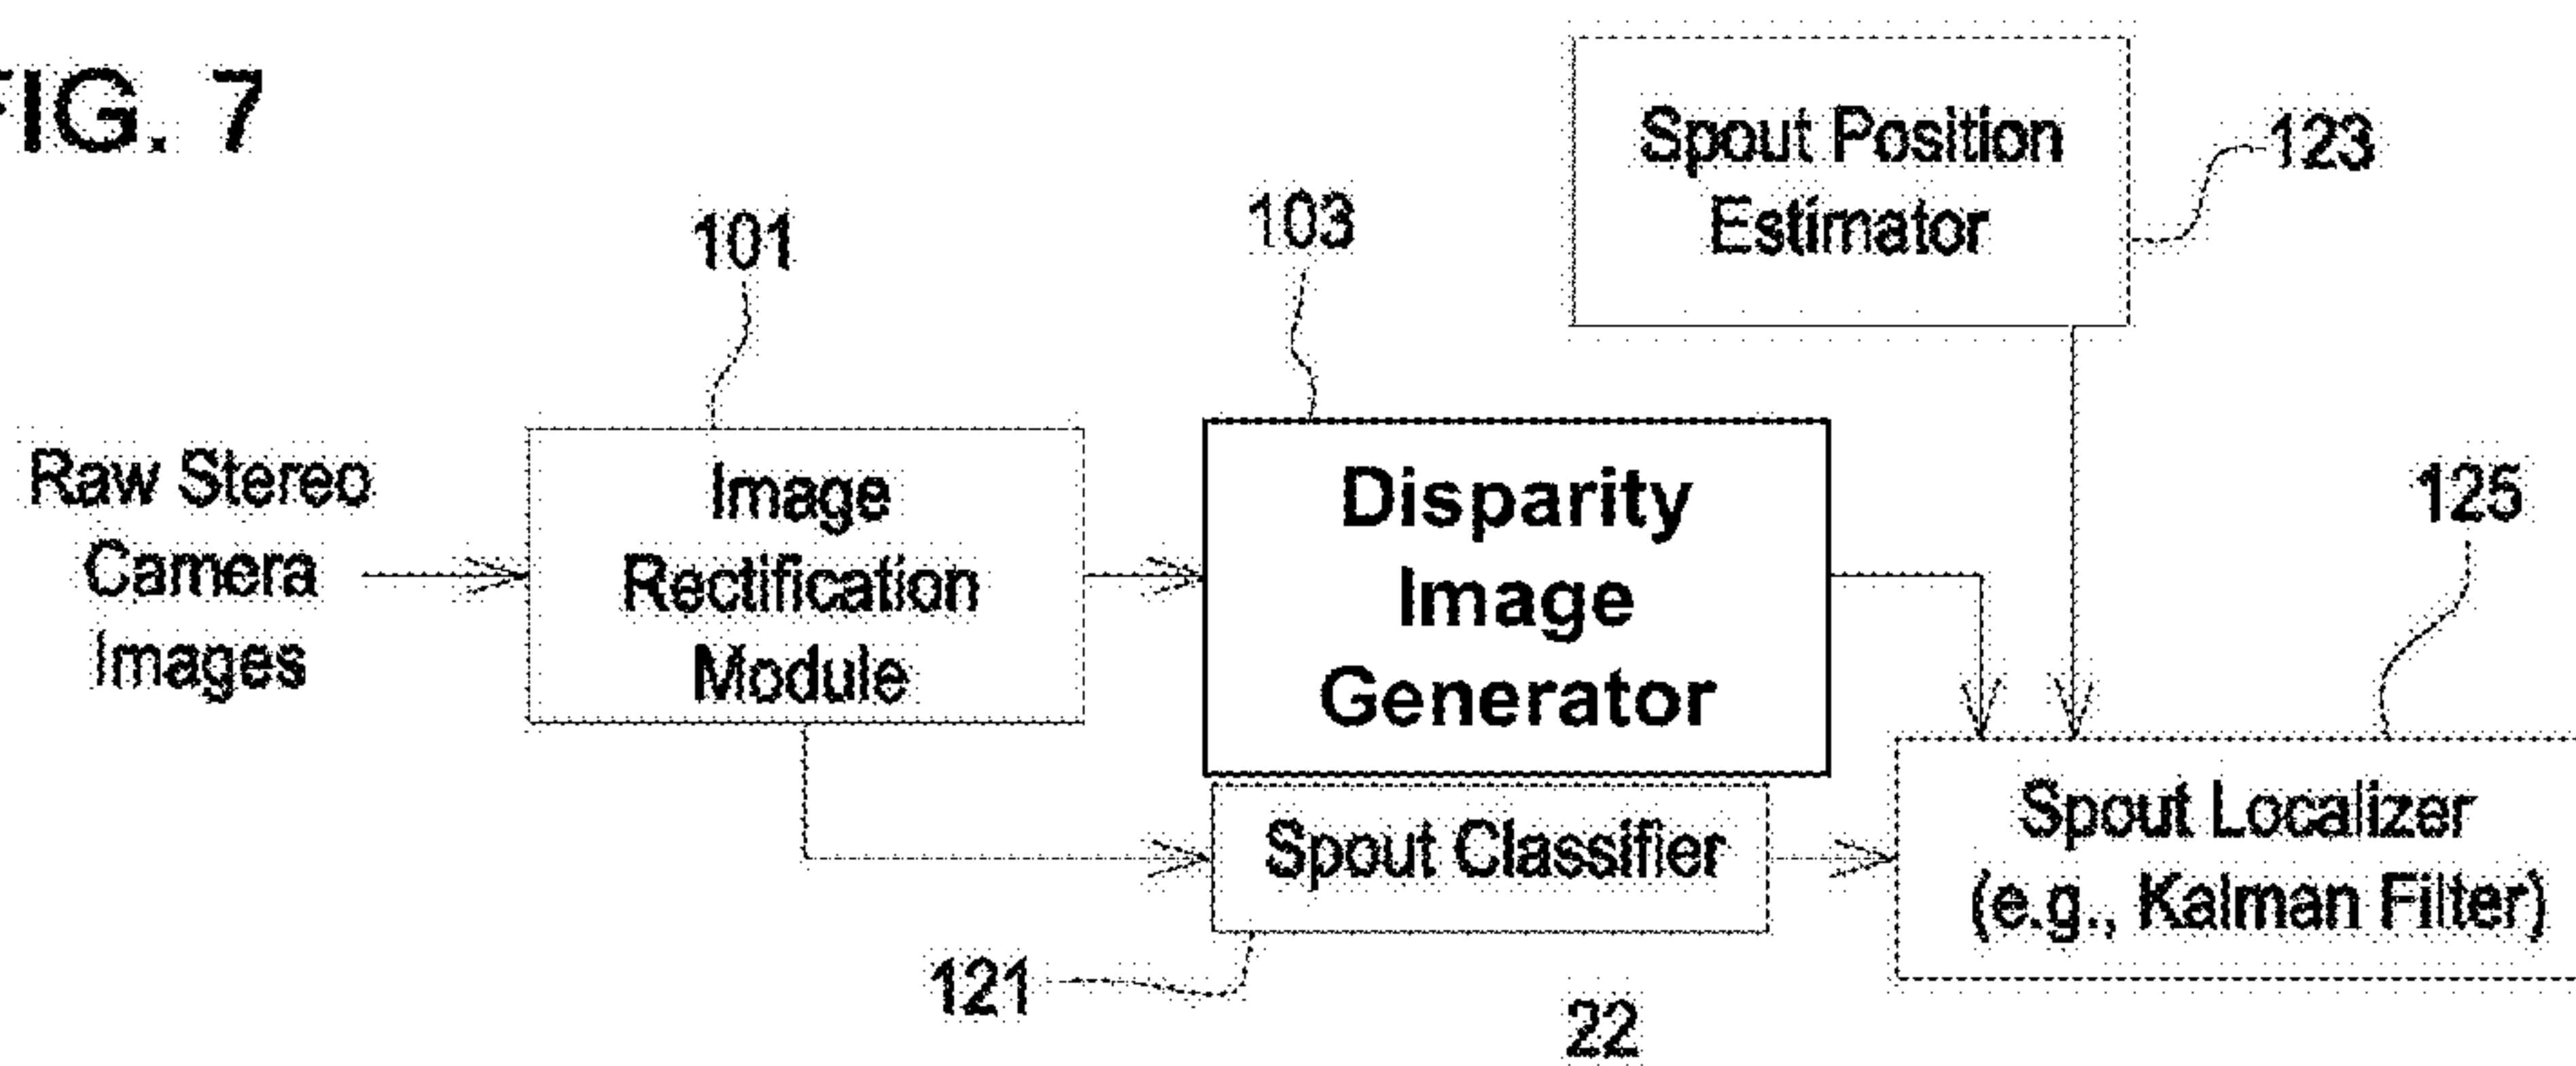 FIG. 7
Spout Position
Estimator
123
101
103
Raw Stereo
Camera
Images
Image
Rectification
Module
Disparity
Image
Generator
125
Spout Classifier
Spout Localizer
(e.g., Kalman Filter)
121
22